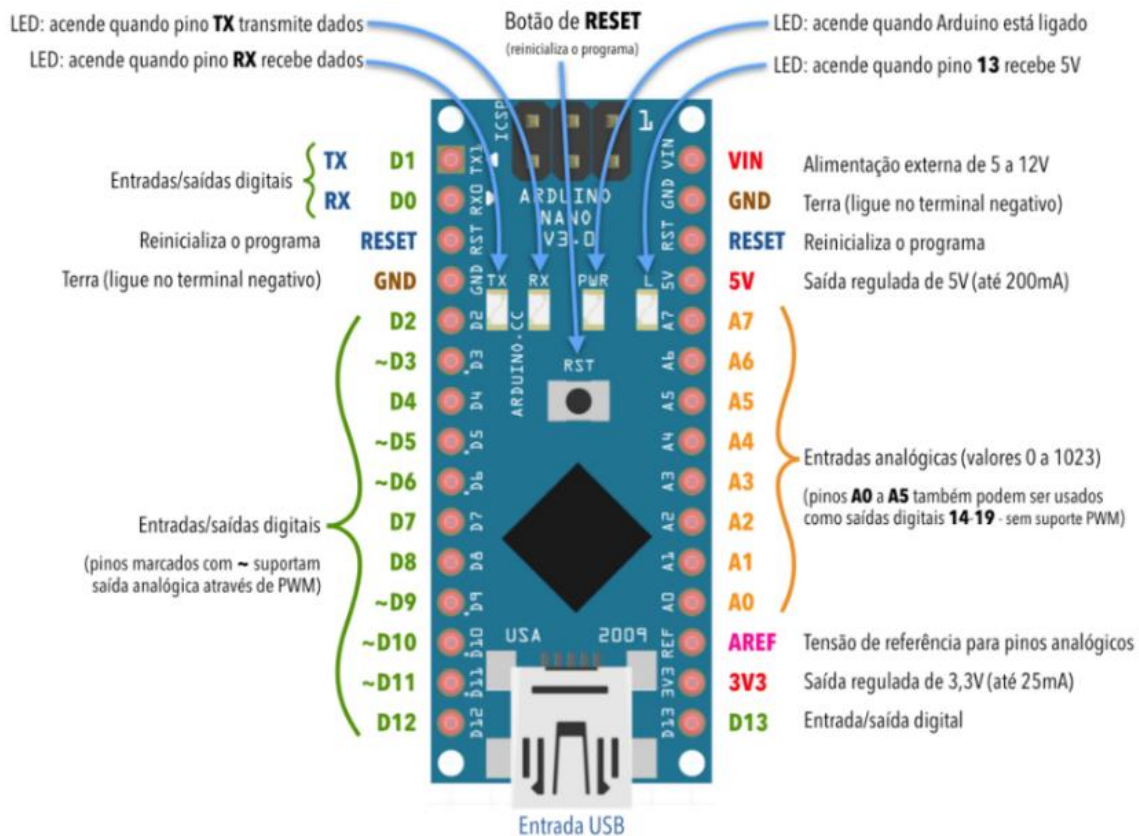 LED: acende quando pino TX transmite dados
LED: acende quando pino RX recebe dados
Botão de RESET
(reinicializa o programa)
LED: acende quando Arduino está ligado
LED: acende quando pino 13 recebe 5V
Entradas/saídas digitais
TX D1
RX D0
Reinicializa o programa RESET
Terra (ligue no terminal negativo) GND
D2
~D3
D4
~D5
~D6
D7
D8
~D9
~D10
~D11
D12
Entradas/saídas digitais
(pinos marcados com ~ suportam
saída analógica através de PWM)
ICSP
1
TX1
RX0
RST
GND
D2
D3
D4
D5
D6
D7
D8
D9
D10
D11
D12
ARDUINO
NANO
V3.0
TX RX PWR L
ARDUINO.CC
RST
USA 2009
VIN
GND
RST
5V
A7
A6
A5
A4
A3
A2
A1
A0
REF
3V3
D13
VIN Alimentação externa de 5 a 12V
GND Terra (ligue no terminal negativo)
RESET Reinicializa o programa
5V Saída regulada de 5V (até 200mA)
A7
A6
A5
A4
A3
A2
A1
A0
Entradas analógicas (valores 0 a 1023)
(pinos A0 a A5 também podem ser usados
como saídas digitais 14-19 - sem suporte PWM)
AREF Tensão de referência para pinos analógicos
3V3 Saída regulada de 3,3V (até 25mA)
D13 Entrada/saída digital
Entrada USB